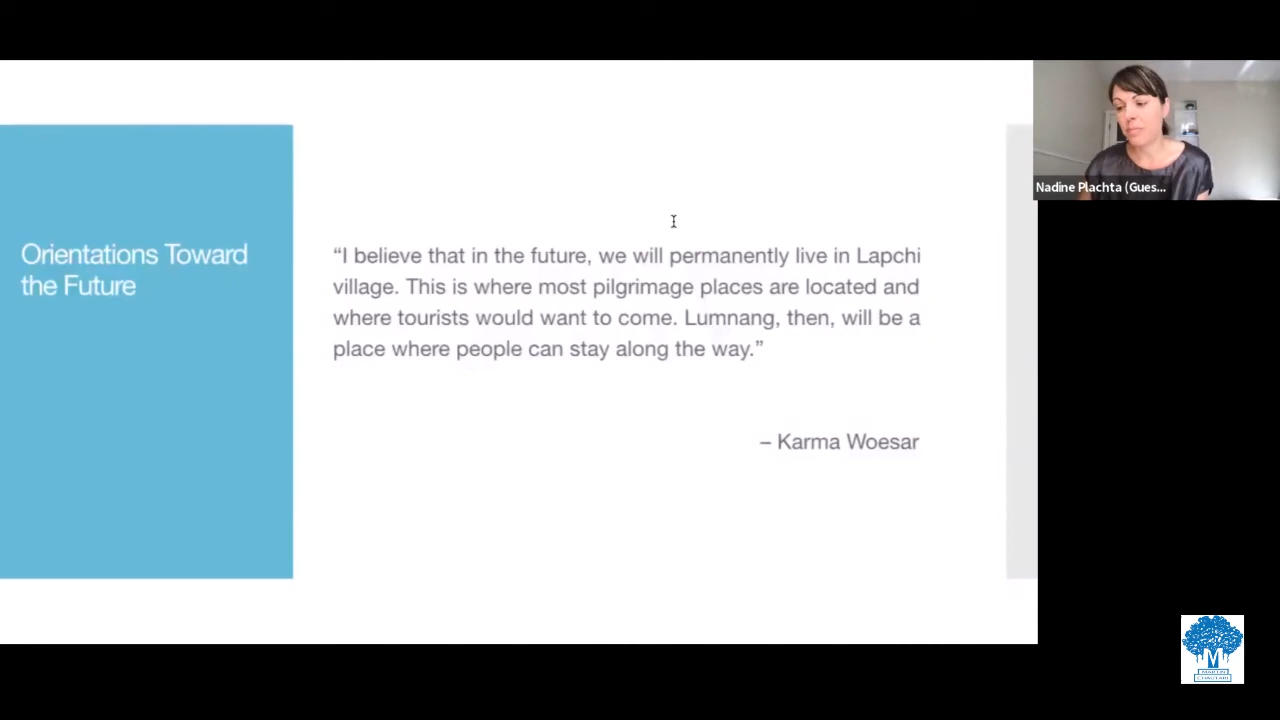 Orientations Toward
the Future
“I believe that in the future, we will permanently live in Lapchi
village. This is where most pilgrimage places are located and
where tourists would want to come. Lumnang, then, will be a
place where people can stay along the way.”
– Karma Woesar
Nadine Plachta (Gues...
M
MARTIN
CHAUTARI